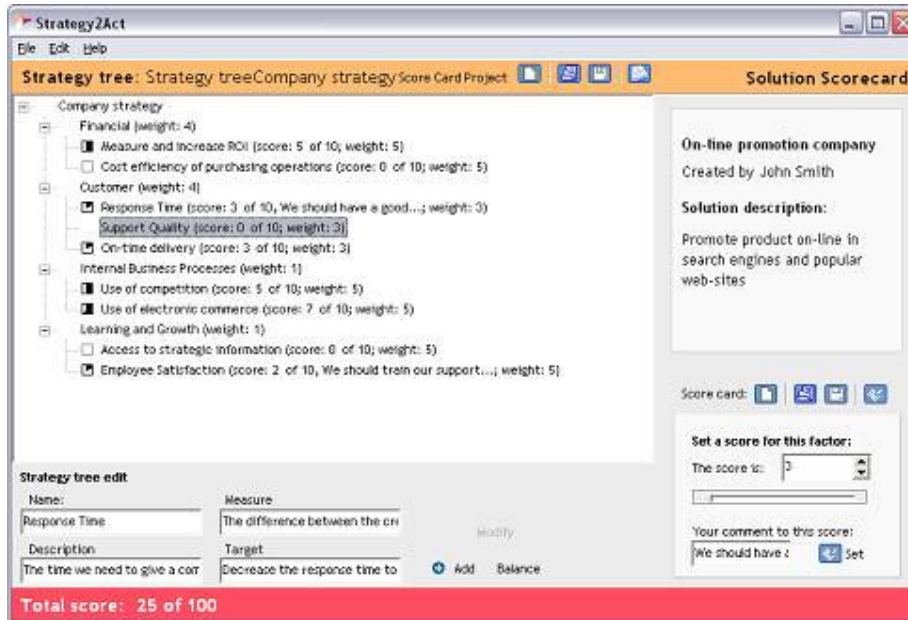 Strategy2Act
File Edit Help
Strategy tree: Strategy treeCompany strategy Score Card Project
Solution Scorecard
Company strategy
Financial (weight: 4)
Measure and increase ROI (score: 5 of 10; weight: 5)
Cost efficiency of purchasing operations (score: 0 of 10; weight: 5)
Customer (weight: 4)
Response Time (score: 3 of 10, We should have a good...; weight: 3)
Support Quality (score: 0 of 10; weight: 3)
On-time delivery (score: 3 of 10; weight: 3)
Internal Business Processes (weight: 1)
Use of competition (score: 5 of 10; weight: 5)
Use of electronic commerce (score: 7 of 10; weight: 5)
Learning and Growth (weight: 1)
Access to strategic information (score: 0 of 10; weight: 5)
Employee Satisfaction (score: 2 of 10, We should train our support...; weight: 5)
On-line promotion company
Created by John Smith
Solution description:
Promote product on-line in
search engines and popular
web-sites
Score card:
Set a score for this factor:
The score is: 3
Your comment to this score:
We should have a
Set
Strategy tree edit
Name: Measure
Response Time The difference between the cre
Modify
Description Target
The time we need to give a com Decrease the response time to
Add Balance
Total score: 25 of 100